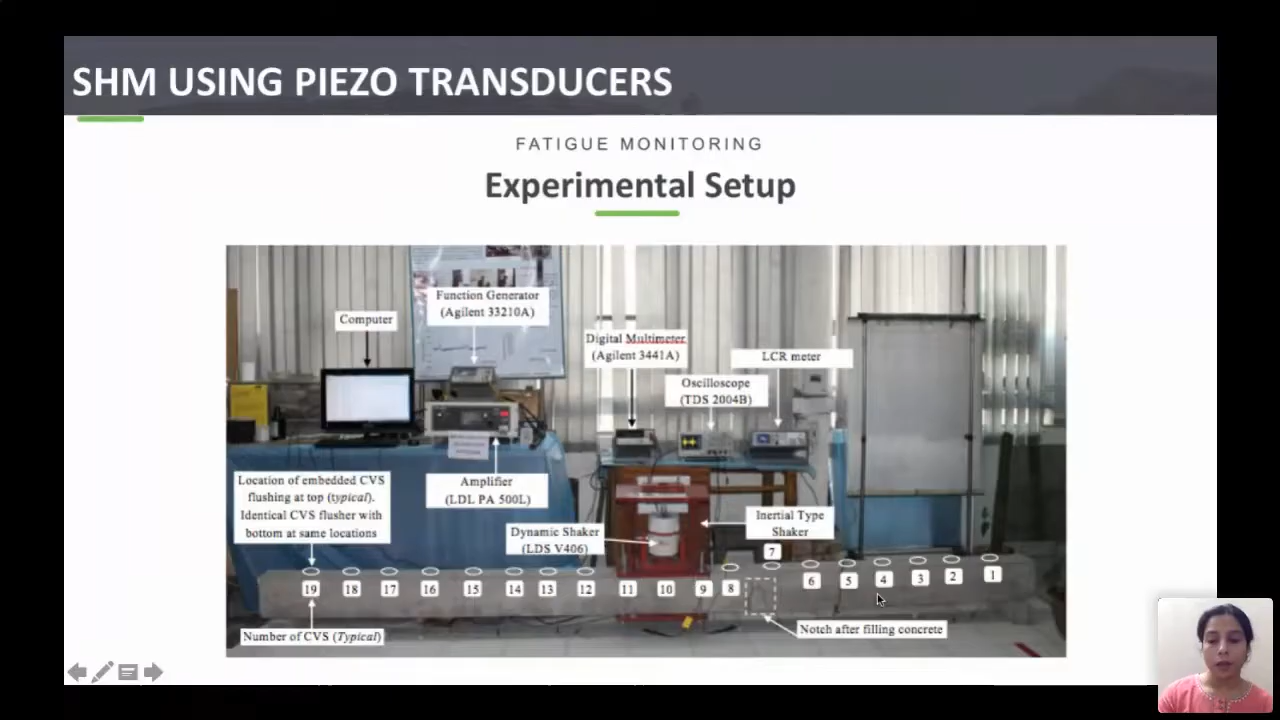 SHM USING PIEZO TRANSDUCERS
FATIGUE MONITORING
Experimental Setup
Function Generator
(Agilent 33210A)
Computer
Digital Multimeter
(Agilent 3441A)
LCR meter
Oscilloscope
(TDS 2004B)
Location of embedded CVS
flushing at top (typical).
Identical CVS flusher with
bottom at same locations
Amplifier
(LDL PA 500L)
Dynamic Shaker
(LDS V406)
Inertial Type
Shaker
19 18 17 16 15 14 13 12 11 10 9 8 7 6 5 4 3 2 1
Number of CVS (Typical)
Notch after filling concrete